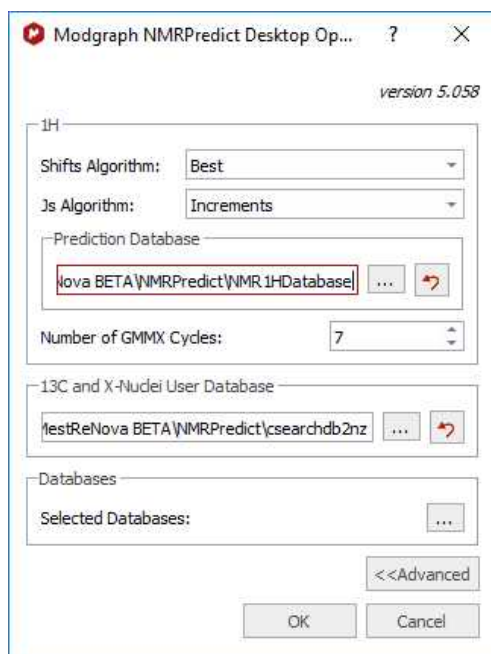 Modgraph NMRPredict Desktop Op... ?
version 5.058
1H
Shifts Algorithm: Best
Js Algorithm: Increments
Prediction Database
Nova BETA\NMRPredict\NMR1HDatabase ...
Number of GMMX Cycles: 7
13C and X-Nuclei User Database
MestReNova BETA\NMRPredict\csearchdb2nz ...
Databases
Selected Databases: ...
<<Advanced
OK Cancel